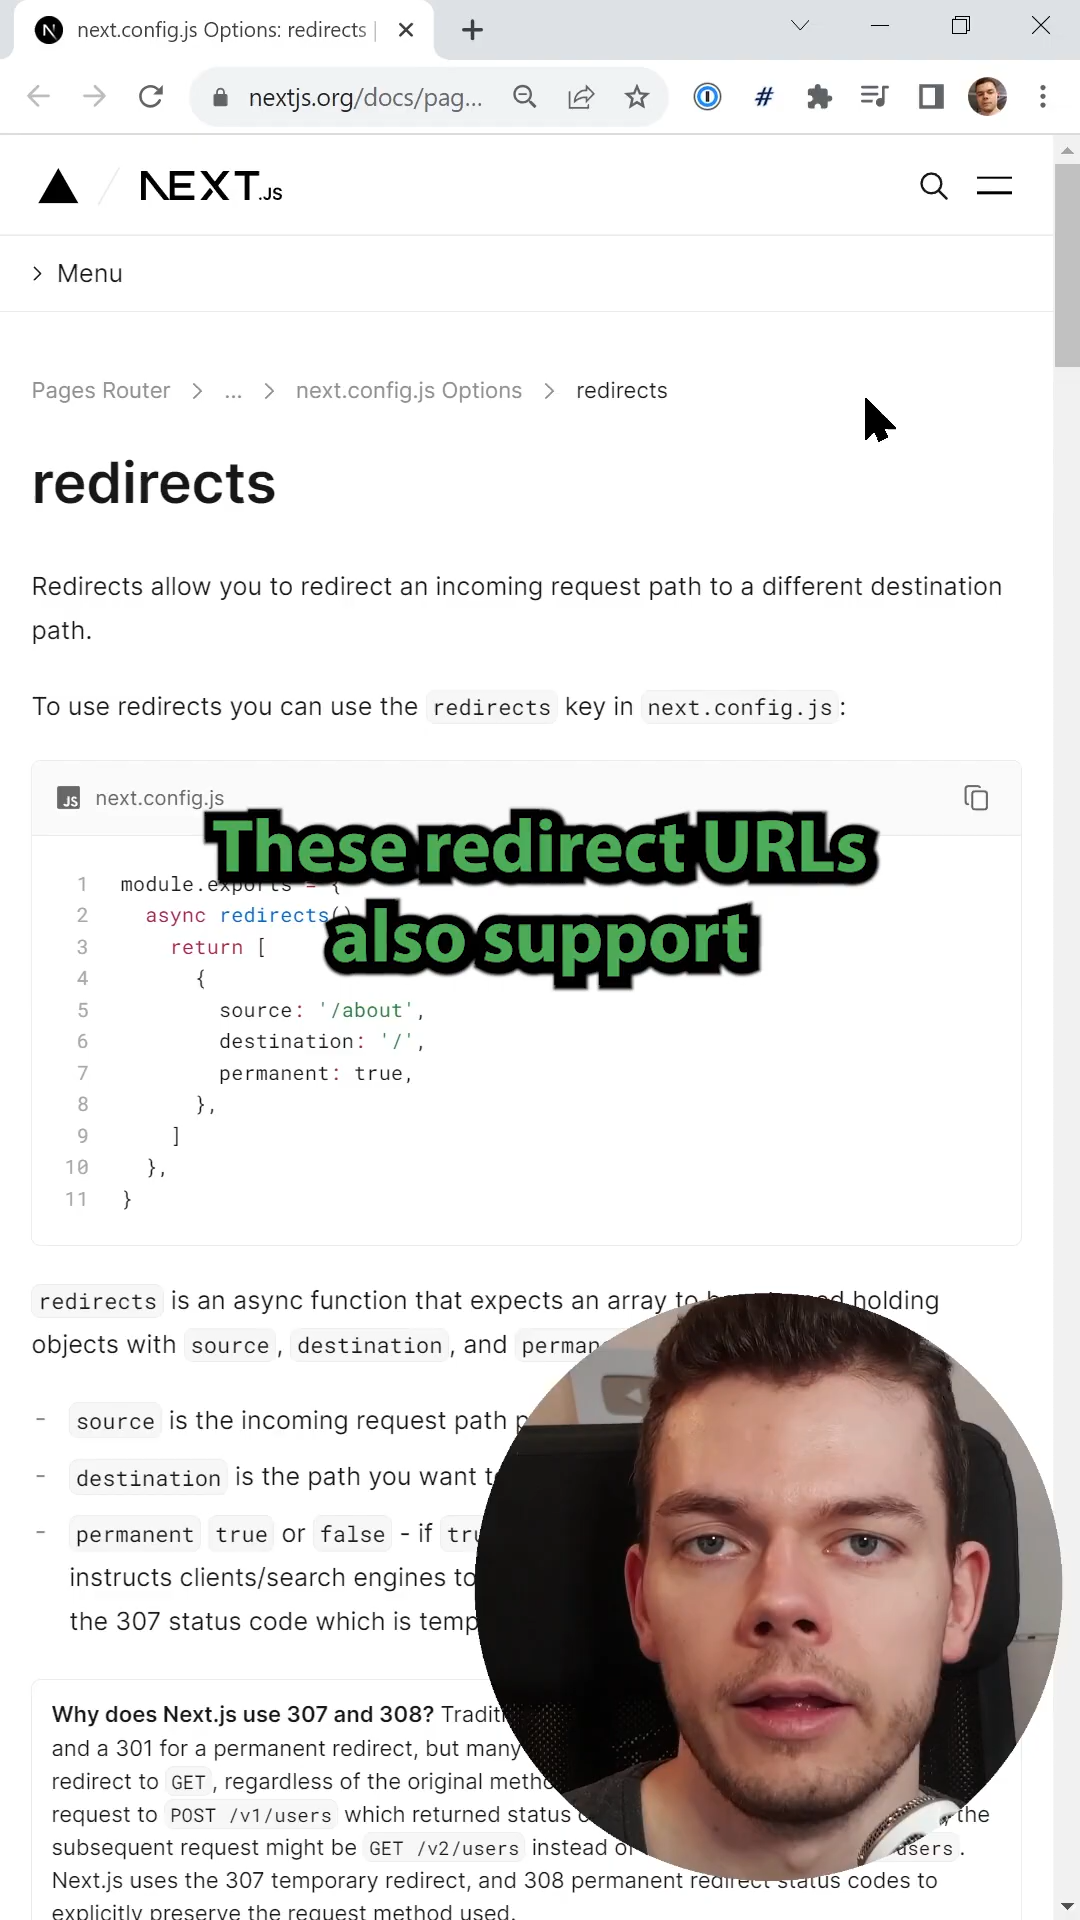 next.config.js Options: redirects |
nextjs.org/docs/pag...
NEXT.JS
Menu
Pages Router > ... > next.config.js Options > redirects
redirects
Redirects allow you to redirect an incoming request path to a different destination
path.
To use redirects you can use the redirects key in next.config.js:
JS next.config.js
These redirect URLs
also support
1 module.exports = {
2 async redirects()
3 return [
4 {
5 source: '/about',
6 destination: '/',
7 permanent: true,
8 },
9 ]
10 },
11 }
redirects is an async function that expects an array to holding
objects with source, destination, and
- source is the incoming request path
- destination is the path you want
- permanent true or false - if
instructs clients/search engines to
the 307 status code which is
Why does Next.js use 307 and 308?
and a 301 for a permanent redirect, but many
redirect to GET, regardless of the original
request to POST /v1/users which returned status the
subsequent request might be GET /v2/users instead users.
Next.js uses the 307 temporary redirect, and 308 permanent redirect status codes to
explicitly preserve the request method used.